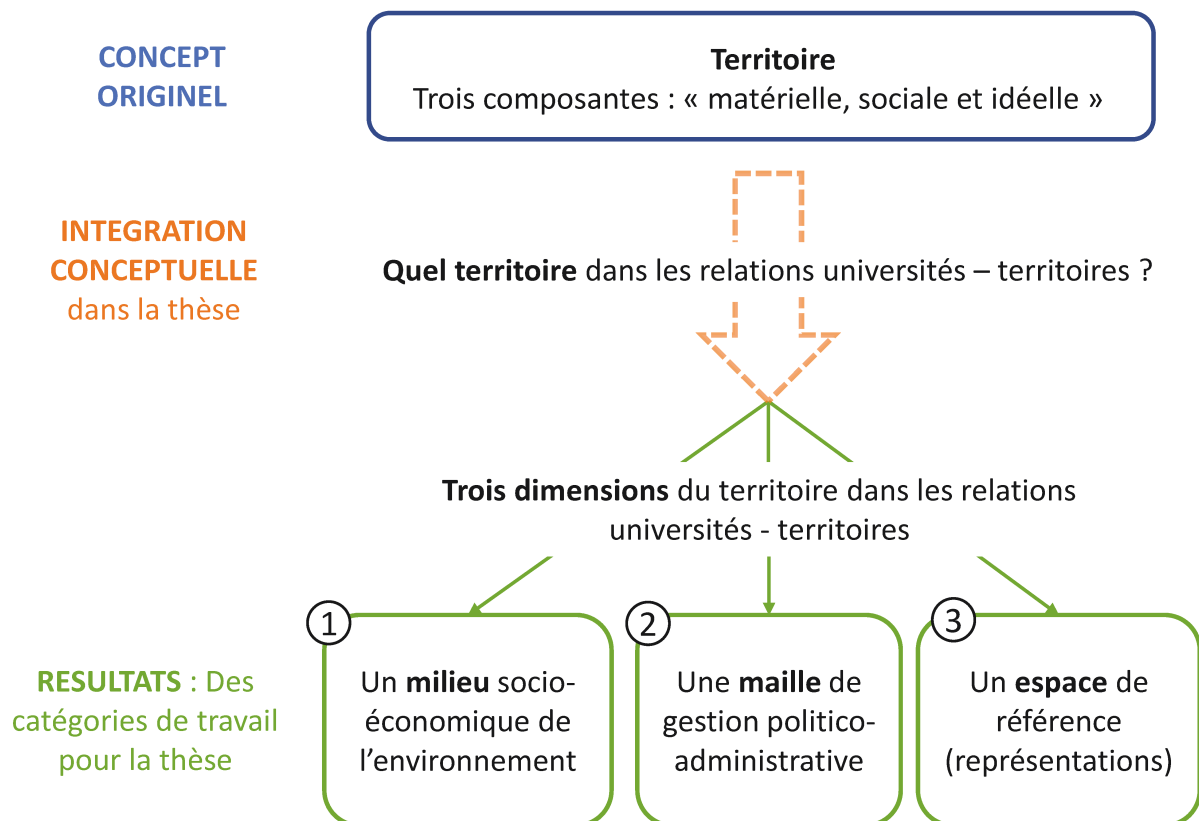 CONCEPT
ORIGINEL
Territoire
Trois composantes : « matérielle, sociale et idéelle »
INTEGRATION
CONCEPTUELLE
dans la thèse
Quel territoire dans les relations universités – territoires ?
Trois dimensions du territoire dans les relations
universités - territoires
RESULTATS : Des
catégories de travail
pour la thèse
1
Un milieu socio-
économique de
l’environnement
2
Une maille de
gestion politico-
administrative
3
Un espace de
référence
(représentations)